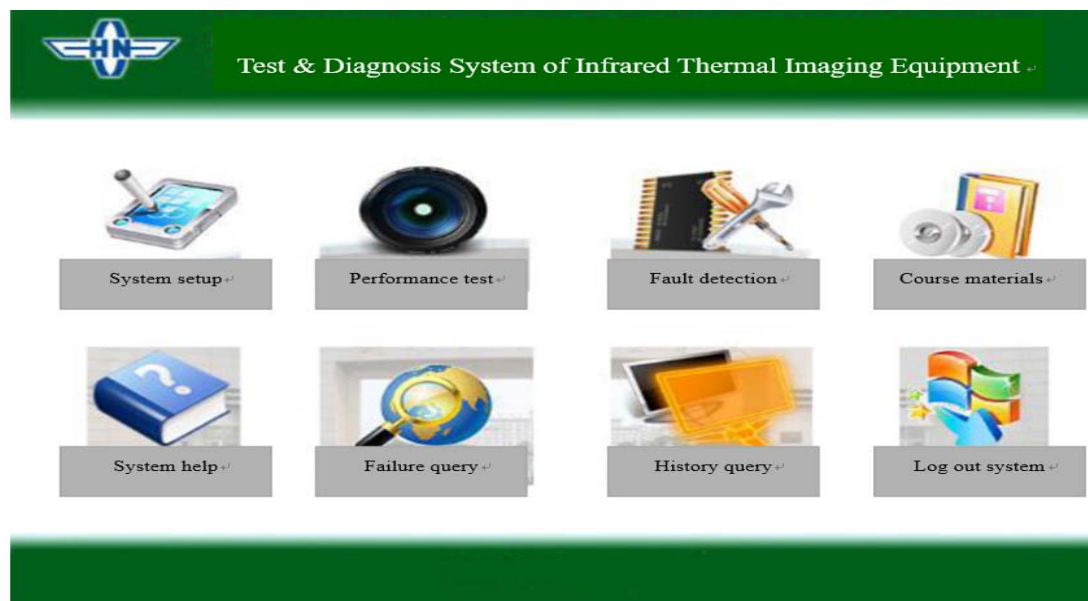 HN
Test & Diagnosis System of Infrared Thermal Imaging Equipment
System setup
Performance test
Fault detection
Course materials
System help
Failure query
History query
Log out system